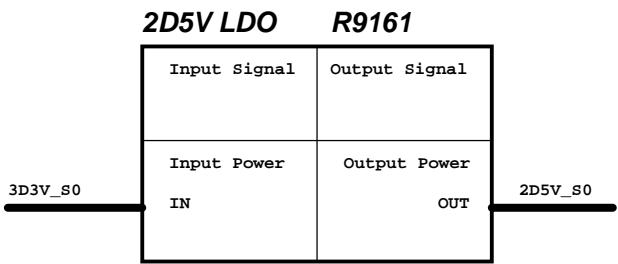 2D5V LDO R9161
Input Signal Output Signal
Input Power Output Power
3D3V_S0 IN OUT 2D5V_S0